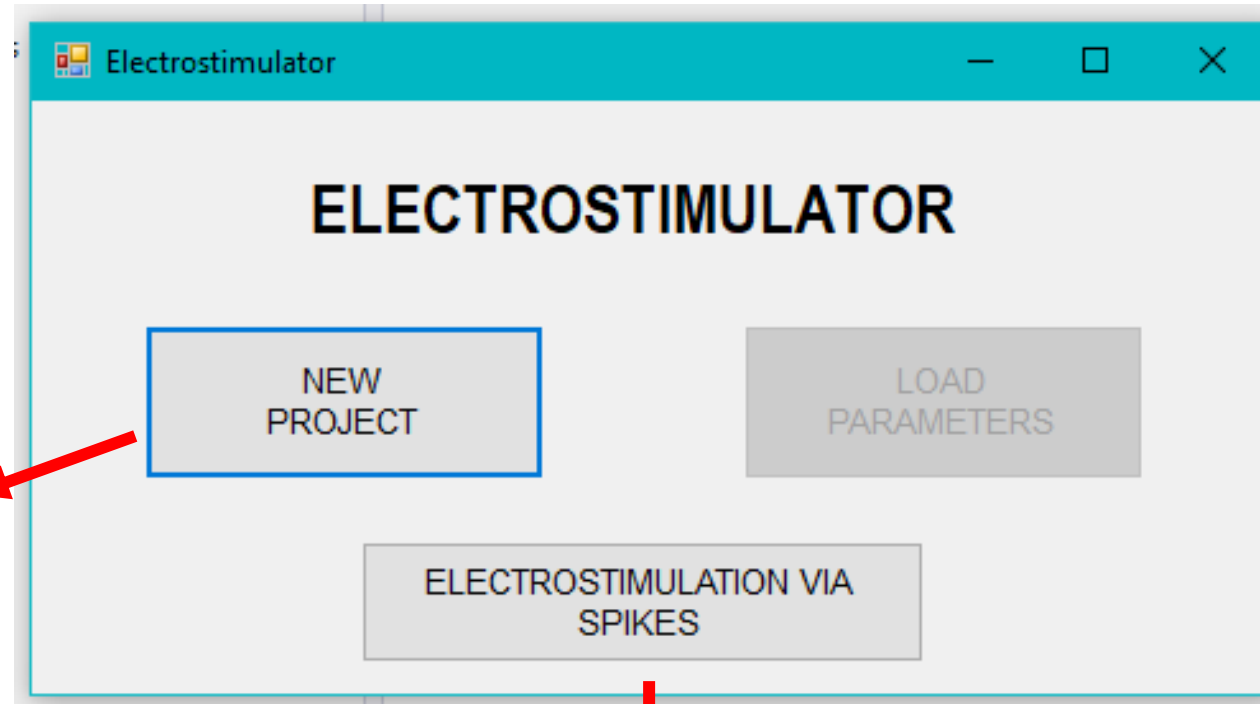 Electrostimulator
ELECTROSTIMULATOR
NEW
PROJECT
LOAD
PARAMETERS
ELECTROSTIMULATION VIA
SPIKES